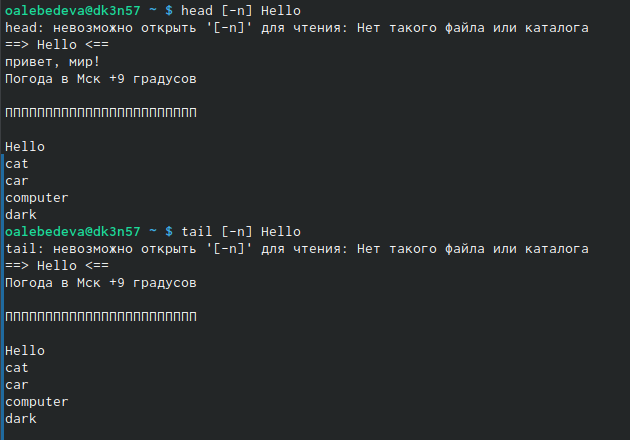 oalebedeva@dk3n57 ~ $ head [-n] Hello
head: невозможно открыть '[-n]' для чтения: Нет такого файла или каталога
==> Hello <==
привет, мир!
Погода в Мск +9 градусов

ПППППППППППППППППППППППП

Hello
cat
car
computer
dark
oalebedeva@dk3n57 ~ $ tail [-n] Hello
tail: невозможно открыть '[-n]' для чтения: Нет такого файла или каталога
==> Hello <==
Погода в Мск +9 градусов

ПППППППППППППППППППППППП

Hello
cat
car
computer
dark